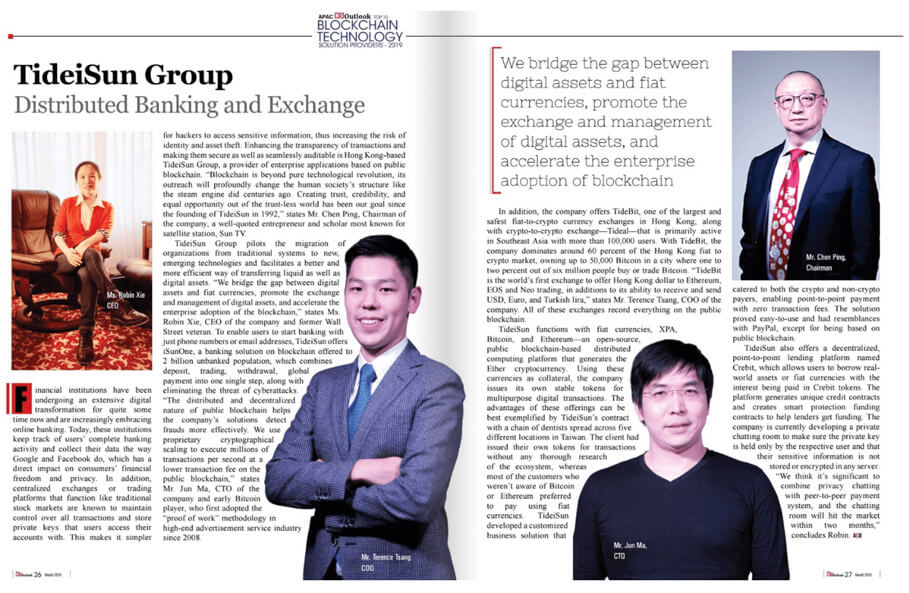 APAC CIOOutlook TOP 10
BLOCKCHAIN
TECHNOLOGY
SOLUTION PROVIDERS - 2019
TideiSun Group
Distributed Banking and Exchange
Ms. Robin Xie
CEO
Financial institutions have been
undergoing an extensive digital
transformation for quite some
time now and are increasingly embracing
online banking. Today, these institutions
keep track of users' complete banking
activity and collect their data the way
Google and Facebook do, which has a
direct impact on consumers' financial
freedom and privacy. In addition,
centralized exchanges or trading
platforms that function like traditional
stock markets are known to maintain
control over all transactions and store
private keys that users access their
accounts with. This makes it simpler
for hackers to access sensitive information, thus increasing the risk of
identity and asset theft. Enhancing the transparency of transactions and
making them secure as well as seamlessly auditable is Hong Kong-based
TideiSun Group, a provider of enterprise applications based on public
blockchain. "Blockchain is beyond pure technological revolution, its
outreach will profoundly change the human society's structure like
the steam engine did centuries ago. Creating trust, credibility, and
equal opportunity out of the trust-less world has been our goal since
the founding of TideiSun in 1992," states Mr. Chen Ping, Chairman of
the company, a well-quoted entrepreneur and scholar most known for
satellite station, Sun TV.
TideiSun Group pilots the migration of
organizations from traditional systems to new,
emerging technologies and facilitates a better and
more efficient way of transferring liquid as well as
digital assets. "We bridge the gap between digital
assets and fiat currencies, promote the exchange
and management of digital assets, and accelerate the
enterprise adoption of the blockchain," states Ms.
Robin Xie, CEO of the company and former Wall
Street veteran. To enable users to start banking with
just phone numbers or email addresses, TideiSun offers
iSunOne, a banking solution on blockchain offered to
2 billion unbanked population, which combines
deposit, trading, withdrawal, global
payment into one single step, along with
eliminating the threat of cyberattacks.
"The distributed and decentralized
nature of public blockchain helps
the company's solutions detect
frauds more effectively. We use
proprietary cryptographical
scaling to execute millions of
transactions per second at a
lower transaction fee on the
public blockchain," states
Mr. Jun Ma, CTO of the
company and early Bitcoin
player, who first adopted the
"proof of work" methodology in
high-end advertisement service industry
since 2008.
Mr. Terence Tsang
COO
CIOOutlook 26 March 2019
We bridge the gap between
digital assets and fiat
currencies, promote the
exchange and management
of digital assets, and
accelerate the enterprise
adoption of blockchain
In addition, the company offers TideBit, one of the largest and
safest fiat-to-crypto currency exchanges in Hong Kong, along
with crypto-to-crypto exchange—Tideal—that is primarily active
in Southeast Asia with more than 100,000 users. With TideBit, the
company dominates around 60 percent of the Hong Kong fiat to
crypto market, owning up to 50,000 Bitcoin in a city where one to
two percent out of six million people buy or trade Bitcoin. "TideBit
is the world's first exchange to offer Hong Kong dollar to Ethereum,
EOS and Neo trading, in additions to its ability to receive and send
USD, Euro, and Turkish lira," states Mr. Terence Tsang, COO of the
company. All of these exchanges record everything on the public
blockchain.
TideiSun functions with fiat currencies, XPA,
Bitcoin, and Ethereum—an open-source,
public blockchain-based distributed
computing platform that generates the
Ether cryptocurrency. Using these
currencies as collateral, the company
issues its own stable tokens for
multipurpose digital transactions. The
advantages of these offerings can be
best exemplified by TideiSun's contract
with a chain of dentists spread across five
different locations in Taiwan. The client had
issued their own tokens for transactions
without any thorough research
of the ecosystem, whereas
most of the customers who
weren't aware of Bitcoin
or Ethereum preferred
to pay using fiat
currencies. TideiSun
developed a customized
business solution that
Mr. Jun Ma,
CTO
Mr. Chen Ping,
Chairman
catered to both the crypto and non-crypto
payers, enabling point-to-point payment
with zero transaction fees. The solution
proved easy-to-use and had resemblances
with PayPal, except for being based on
public blockchain.
TideiSun also offers a decentralized,
point-to-point lending platform named
Crebit, which allows users to borrow real-
world assets or fiat currencies with the
interest being paid in Crebit tokens. The
platform generates unique credit contracts
and creates smart protection funding
contracts to help lenders get funding. The
company is currently developing a private
chatting room to make sure the private key
is held only by the respective user and that
their sensitive information is not
stored or encrypted in any server.
"We think it's significant to
combine privacy chatting
with peer-to-peer payment
system, and the chatting
room will hit the market
within two months,"
concludes Robin. ACO
CIOOutlook 27 March 2019